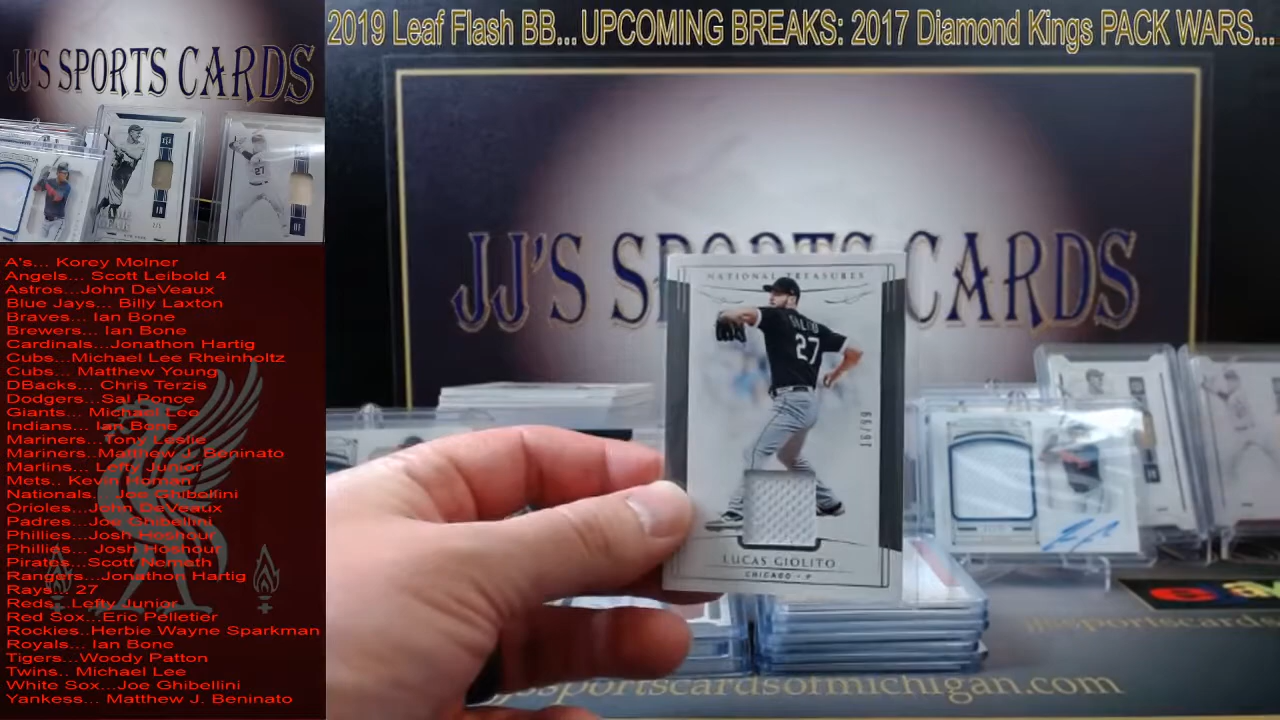 2019 Leaf Flash BB... UPCOMING BREAKS: 2017 Diamond Kings PACK WARS...
JJ'S SPORTS CARDS
27
A's... Korey Molner
Angels... Scott Leibold 4
Astros...John DeVeaux
Blue Jays... Billy Laxton
Braves... Ian Bone
Brewers... Ian Bone
Cardinals...Jonathon Hartig
Cubs...Michael Lee Rheinholtz
Cubs... Matthew Young
DBacks... Chris Terzis
Dodgers...Sal Ponce
Giants... Michael Lee
Indians... Ian Bone
Mariners...Tony Leslie
Mariners..Matthew J. Beninato
Marlins... Lefty Junior
Mets.. Kevin Homan
Nationals... Joe Ghibellini
Orioles...John DeVeaux
Padres...Joe Ghibellini
Phillies...Josh Hoshour
Phillies... Josh Hoshour
Pirates...Scott Nemeth
Rangers...Jonathon Hartig
Rays... 27
Reds...Lefty Junior
Red Sox...Eric Pelletier
Rockies..Herbie Wayne Sparkman
Royals... Ian Bone
Tigers...Woody Patton
Twins.. Michael Lee
White Sox...Joe Ghibellini
Yankess... Matthew J. Beninato
JJ'S SPORTS CARDS
NATIONAL TREASURES
27
LUCAS GIOLITO
CHICAGO - P
jjssportscards
jjssportscardsofmichigan.com